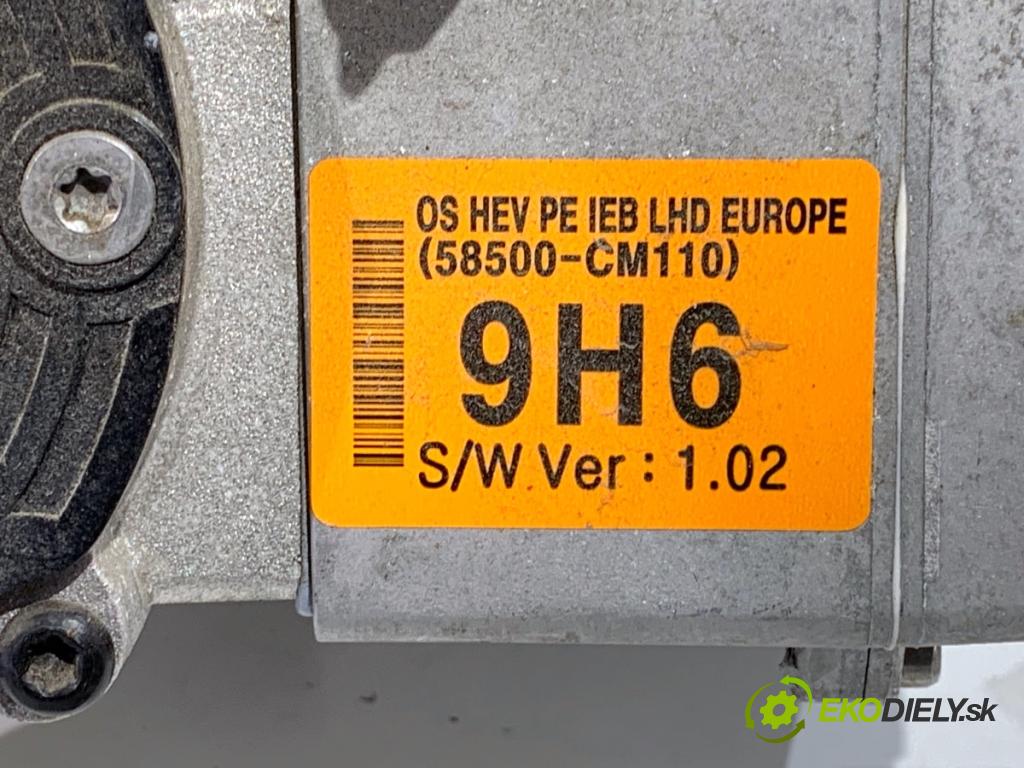 OS HEV PE IEB LHD EUROPE
(58500-CM110)
9H6
S/W Ver : 1.02
EKODIELY.sk